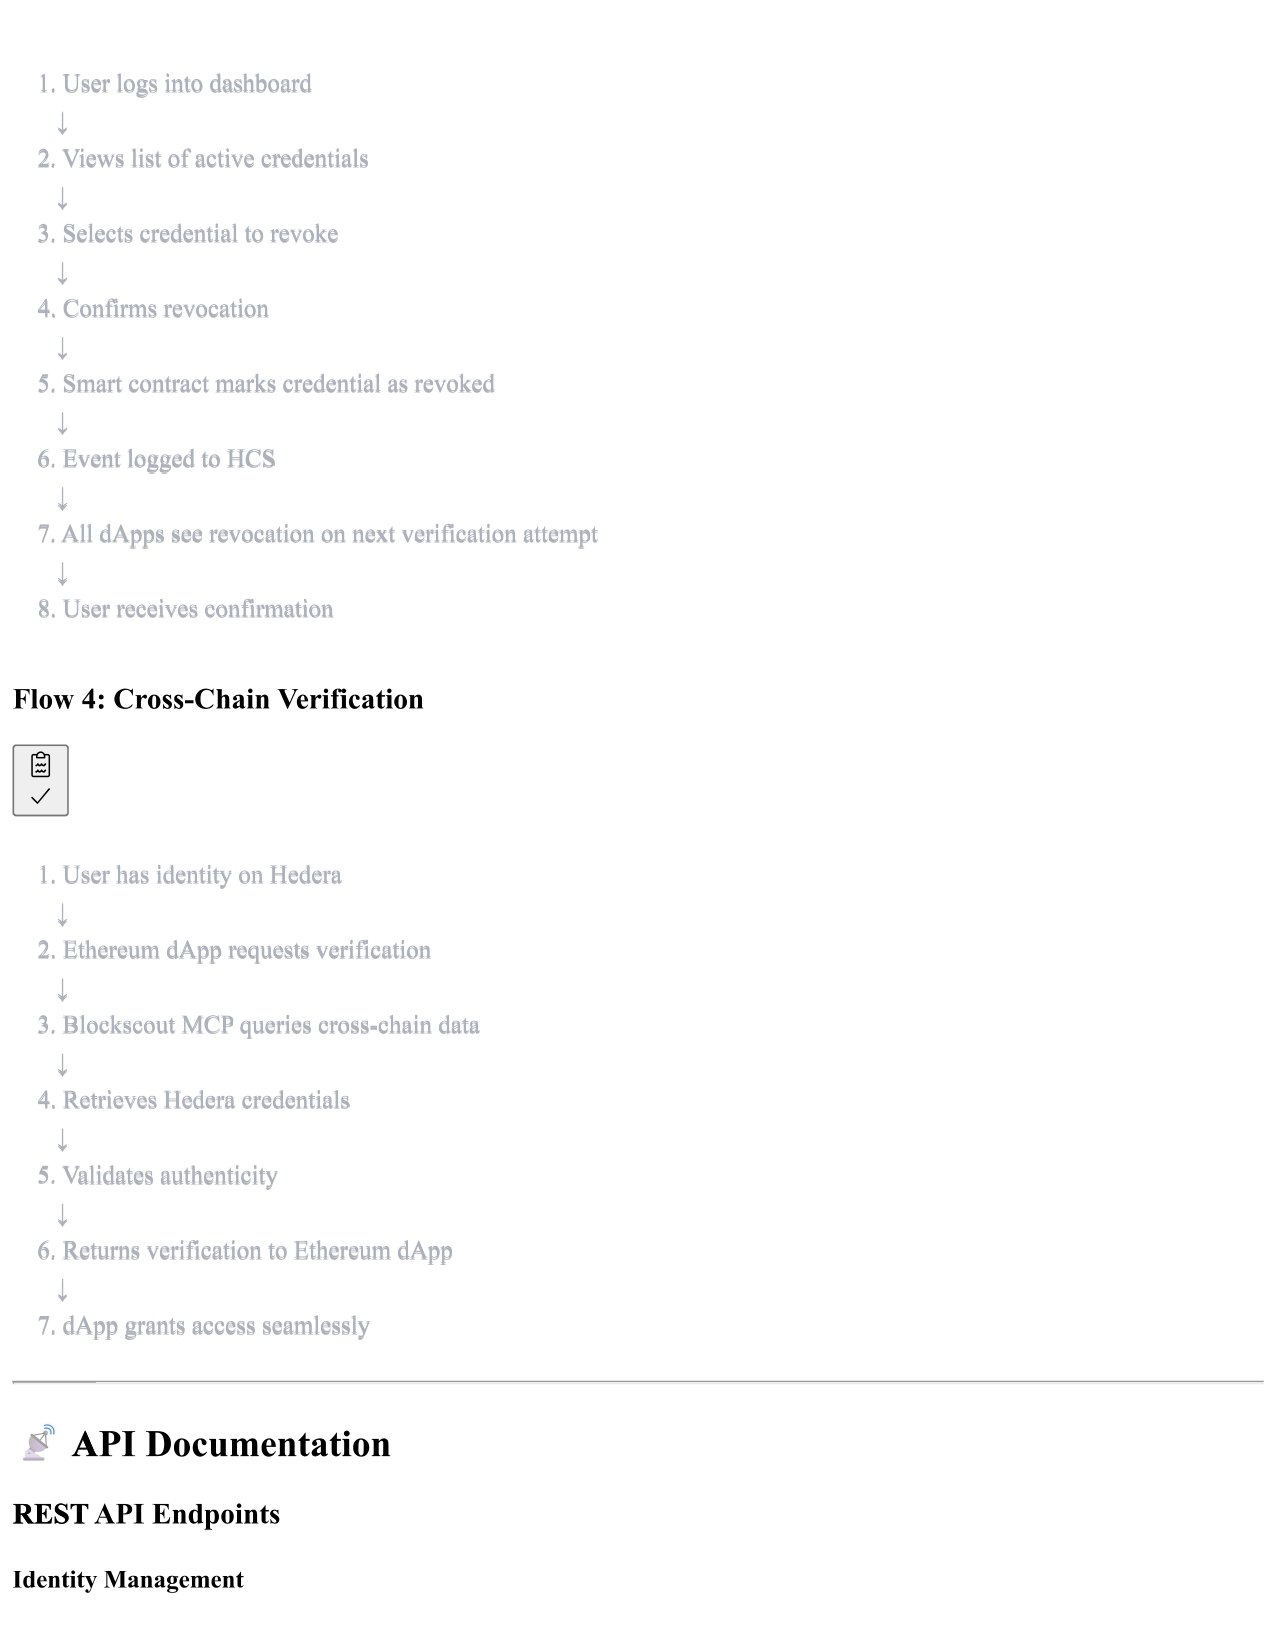 1. User logs into dashboard
↓
2. Views list of active credentials
↓
3. Selects credential to revoke
↓
4. Confirms revocation
↓
5. Smart contract marks credential as revoked
↓
6. Event logged to HCS
↓
7. All dApps see revocation on next verification attempt
↓
8. User receives confirmation
Flow 4: Cross-Chain Verification
1. User has identity on Hedera
↓
2. Ethereum dApp requests verification
↓
3. Blockscout MCP queries cross-chain data
↓
4. Retrieves Hedera credentials
↓
5. Validates authenticity
↓
6. Returns verification to Ethereum dApp
↓
7. dApp grants access seamlessly
📡 API Documentation
REST API Endpoints
Identity Management